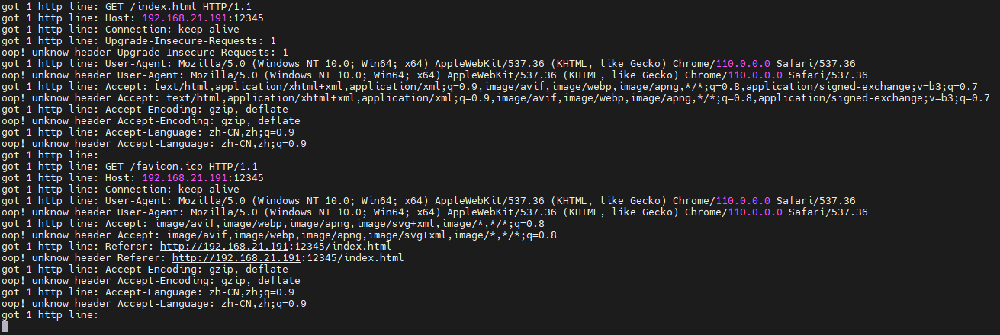 got 1 http line: GET /index.html HTTP/1.1
got 1 http line: Host: 192.168.21.191:12345
got 1 http line: Connection: keep-alive
got 1 http line: Upgrade-Insecure-Requests: 1
oop! unknow header Upgrade-Insecure-Requests: 1
got 1 http line: User-Agent: Mozilla/5.0 (Windows NT 10.0; Win64; x64) AppleWebKit/537.36 (KHTML, like Gecko) Chrome/110.0.0.0 Safari/537.36
oop! unknow header User-Agent: Mozilla/5.0 (Windows NT 10.0; Win64; x64) AppleWebKit/537.36 (KHTML, like Gecko) Chrome/110.0.0.0 Safari/537.36
got 1 http line: Accept: text/html,application/xhtml+xml,application/xml;q=0.9,image/avif,image/webp,image/apng,*/*;q=0.8,application/signed-exchange;v=b3;q=0.7
oop! unknow header Accept: text/html,application/xhtml+xml,application/xml;q=0.9,image/avif,image/webp,image/apng,*/*;q=0.8,application/signed-exchange;v=b3;q=0.7
got 1 http line: Accept-Encoding: gzip, deflate
oop! unknow header Accept-Encoding: gzip, deflate
got 1 http line: Accept-Language: zh-CN,zh;q=0.9
oop! unknow header Accept-Language: zh-CN,zh;q=0.9
got 1 http line:
got 1 http line: GET /favicon.ico HTTP/1.1
got 1 http line: Host: 192.168.21.191:12345
got 1 http line: Connection: keep-alive
got 1 http line: User-Agent: Mozilla/5.0 (Windows NT 10.0; Win64; x64) AppleWebKit/537.36 (KHTML, like Gecko) Chrome/110.0.0.0 Safari/537.36
oop! unknow header User-Agent: Mozilla/5.0 (Windows NT 10.0; Win64; x64) AppleWebKit/537.36 (KHTML, like Gecko) Chrome/110.0.0.0 Safari/537.36
got 1 http line: Accept: image/avif,image/webp,image/apng,image/svg+xml,image/*,*/*;q=0.8
oop! unknow header Accept: image/avif,image/webp,image/apng,image/svg+xml,image/*,*/*;q=0.8
got 1 http line: Referer: http://192.168.21.191:12345/index.html
oop! unknow header Referer: http://192.168.21.191:12345/index.html
got 1 http line: Accept-Encoding: gzip, deflate
oop! unknow header Accept-Encoding: gzip, deflate
got 1 http line: Accept-Language: zh-CN,zh;q=0.9
oop! unknow header Accept-Language: zh-CN,zh;q=0.9
got 1 http line: